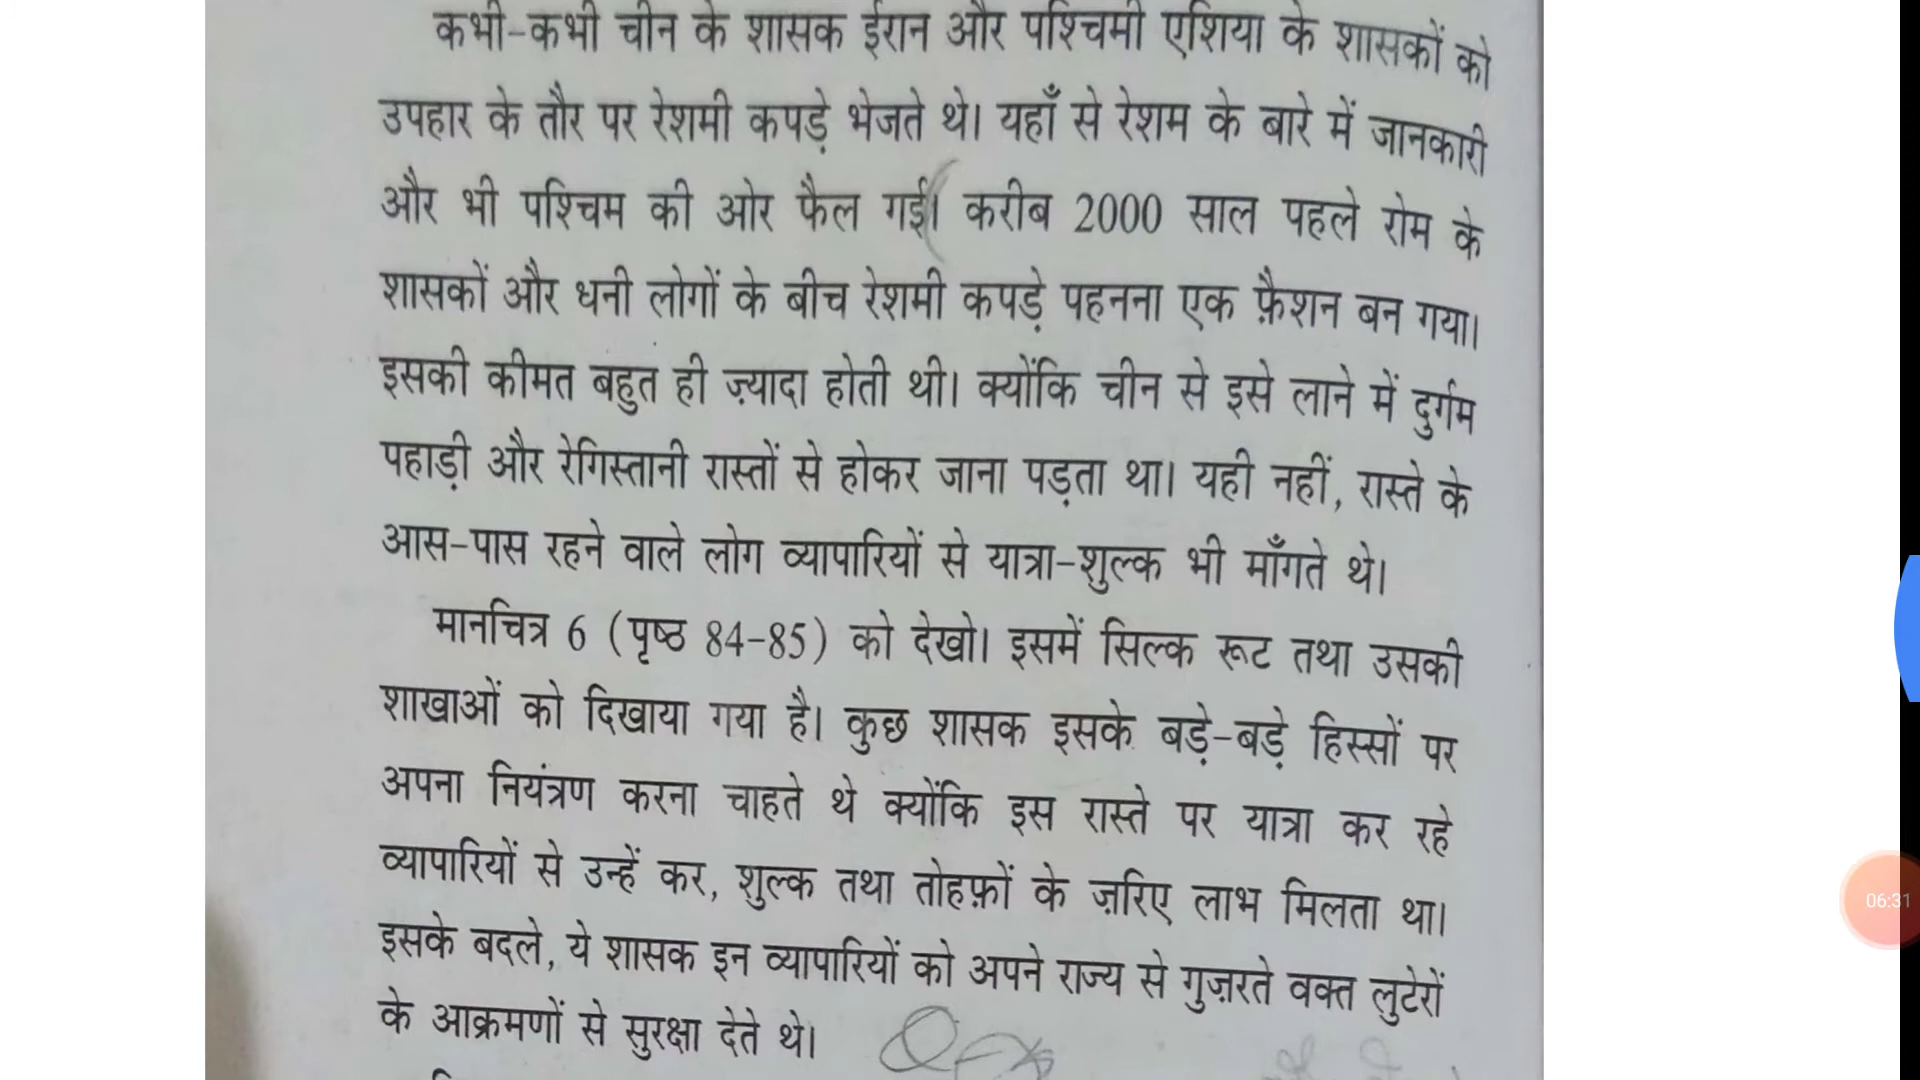 कभी-कभी चीन के शासक ईरान और पश्चिमी एशिया के शासकों को
उपहार के तौर पर रेशमी कपड़े भेजते थे। यहाँ से रेशम के बारे में जानकारी
और भी पश्चिम की ओर फैल गई। करीब 2000 साल पहले रोम के
शासकों और धनी लोगों के बीच रेशमी कपड़े पहनना एक फ़ैशन बन गया।
इसकी कीमत बहुत ही ज़्यादा होती थी। क्योंकि चीन से इसे लाने में दुर्गम
पहाड़ी और रेगिस्तानी रास्तों से होकर जाना पड़ता था। यही नहीं, रास्ते के
आस-पास रहने वाले लोग व्यापारियों से यात्रा-शुल्क भी माँगते थे।
मानचित्र 6 (पृष्ठ 84-85) को देखो। इसमें सिल्क रूट तथा उसकी
शाखाओं को दिखाया गया है। कुछ शासक इसके बड़े-बड़े हिस्सों पर
अपना नियंत्रण करना चाहते थे क्योंकि इस रास्ते पर यात्रा कर रहे
व्यापारियों से उन्हें कर, शुल्क तथा तोहफ़ों के ज़रिए लाभ मिलता था।
इसके बदले, ये शासक इन व्यापारियों को अपने राज्य से गुज़रते वक्त लुटेरों
के आक्रमणों से सुरक्षा देते थे।
06:31